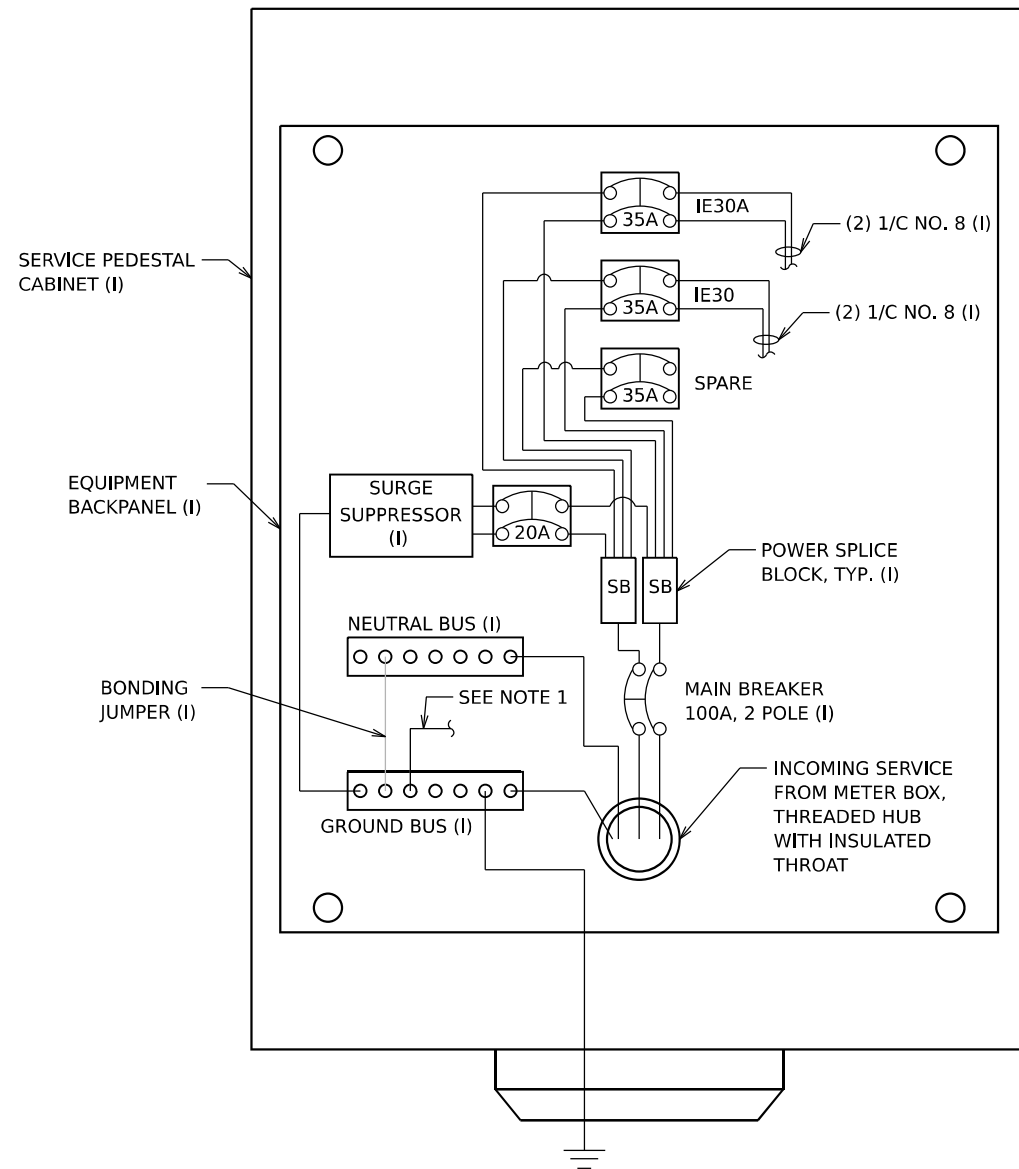 IE30A
35A
(2) 1/C NO. 8 (I)
SERVICE PEDESTAL
CABINET (I)
IE30
35A
(2) 1/C NO. 8 (I)
SPARE
35A
EQUIPMENT
BACKPANEL (I)
SURGE
SUPPRESSOR
(I)
20A
POWER SPLICE
BLOCK, TYP. (I)
SB
SB
NEUTRAL BUS (I)
BONDING
JUMPER (I)
SEE NOTE 1
MAIN BREAKER
100A, 2 POLE (I)
GROUND BUS (I)
INCOMING SERVICE
FROM METER BOX,
THREADED HUB
WITH INSULATED
THROAT